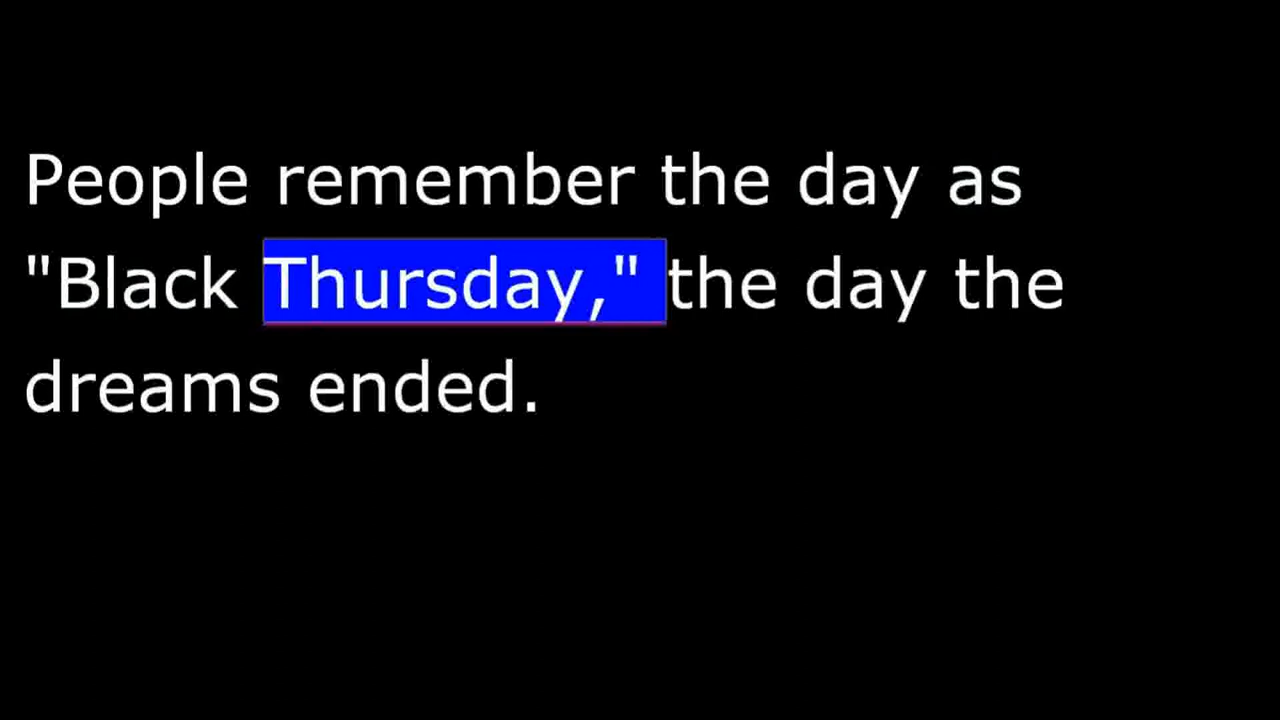 People remember the day as
"Black Thursday," the day the
dreams ended.